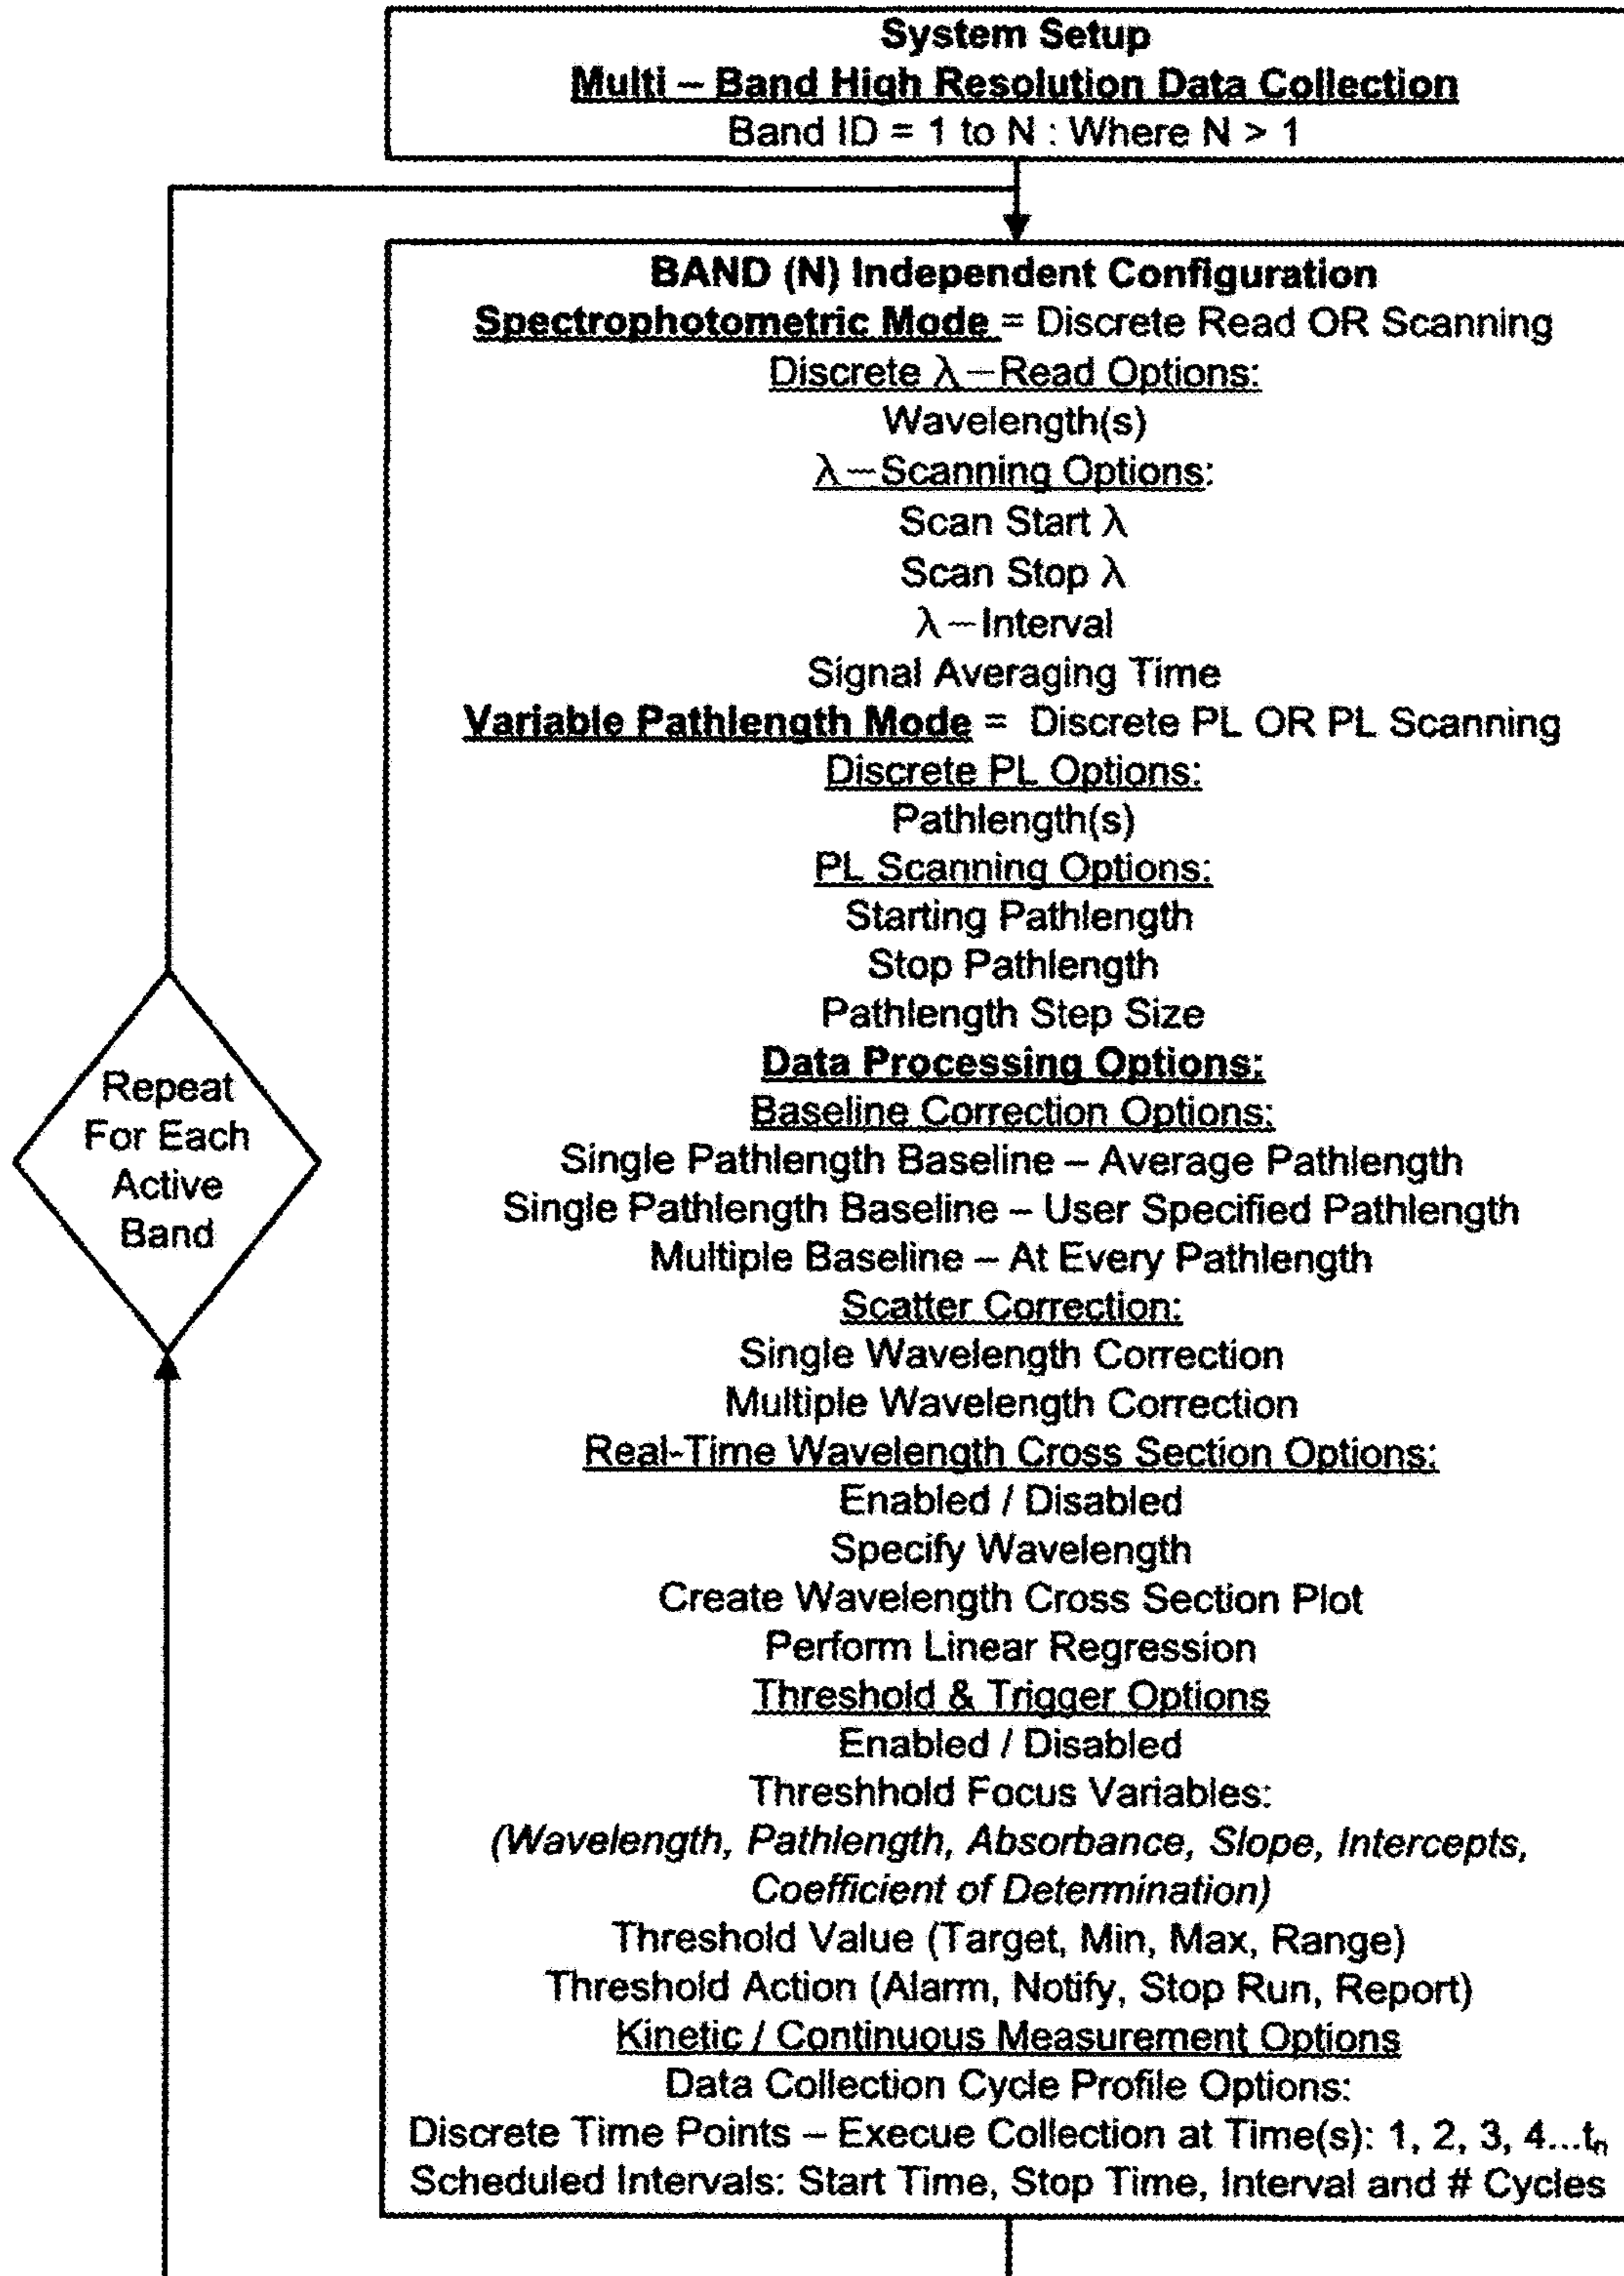 System Setup
Multi – Band High Resolution Data Collection
Band ID = 1 to N : Where N > 1
BAND (N) Independent Configuration
Spectrophotometric Mode = Discrete Read OR Scanning
Discrete λ – Read Options:
Wavelength(s)
λ – Scanning Options:
Scan Start λ
Scan Stop λ
λ – Interval
Signal Averaging Time
Variable Pathlength Mode = Discrete PL OR PL Scanning
Discrete PL Options:
Pathlength(s)
PL Scanning Options:
Starting Pathlength
Stop Pathlength
Pathlength Step Size
Data Processing Options:
Baseline Correction Options:
Single Pathlength Baseline – Average Pathlength
Single Pathlength Baseline – User Specified Pathlength
Multiple Baseline – At Every Pathlength
Scatter Correction:
Single Wavelength Correction
Multiple Wavelength Correction
Real-Time Wavelength Cross Section Options:
Enabled / Disabled
Specify Wavelength
Create Wavelength Cross Section Plot
Perform Linear Regression
Threshold & Trigger Options
Enabled / Disabled
Threshhold Focus Variables:
(Wavelength, Pathlength, Absorbance, Slope, Intercepts,
Coefficient of Determination)
Threshold Value (Target, Min, Max, Range)
Threshold Action (Alarm, Notify, Stop Run, Report)
Kinetic / Continuous Measurement Options
Data Collection Cycle Profile Options:
Discrete Time Points – Execue Collection at Time(s): 1, 2, 3, 4...tn
Scheduled Intervals: Start Time, Stop Time, Interval and # Cycles
Repeat
For Each
Active
Band